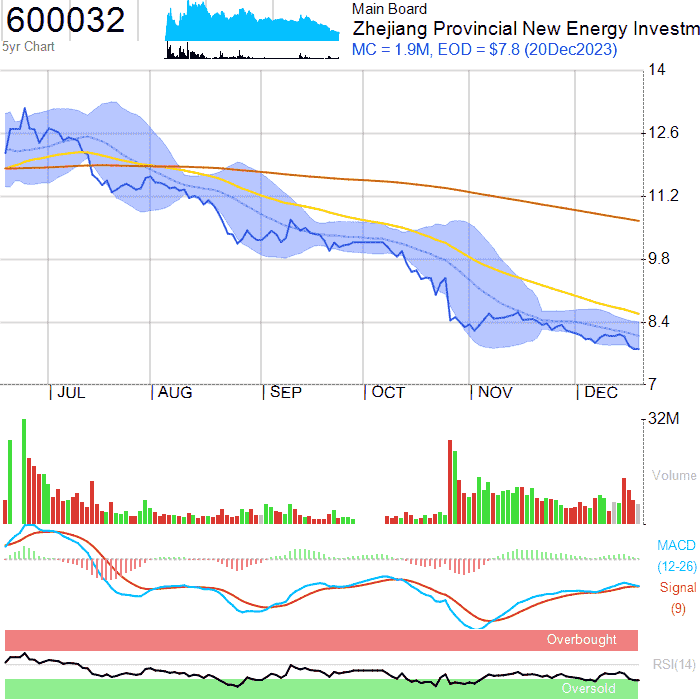 600032
5yr Chart
Main Board
Zhejiang Provincial New Energy Investm
MC = 1.9M, EOD = $7.8 (20Dec2023)
14
12.6
11.2
9.8
8.4
7
JUL AUG SEP OCT NOV DEC
32M
Volume
MACD
(12-26)
Signal
(9)
Overbought
RSI(14)
Oversold